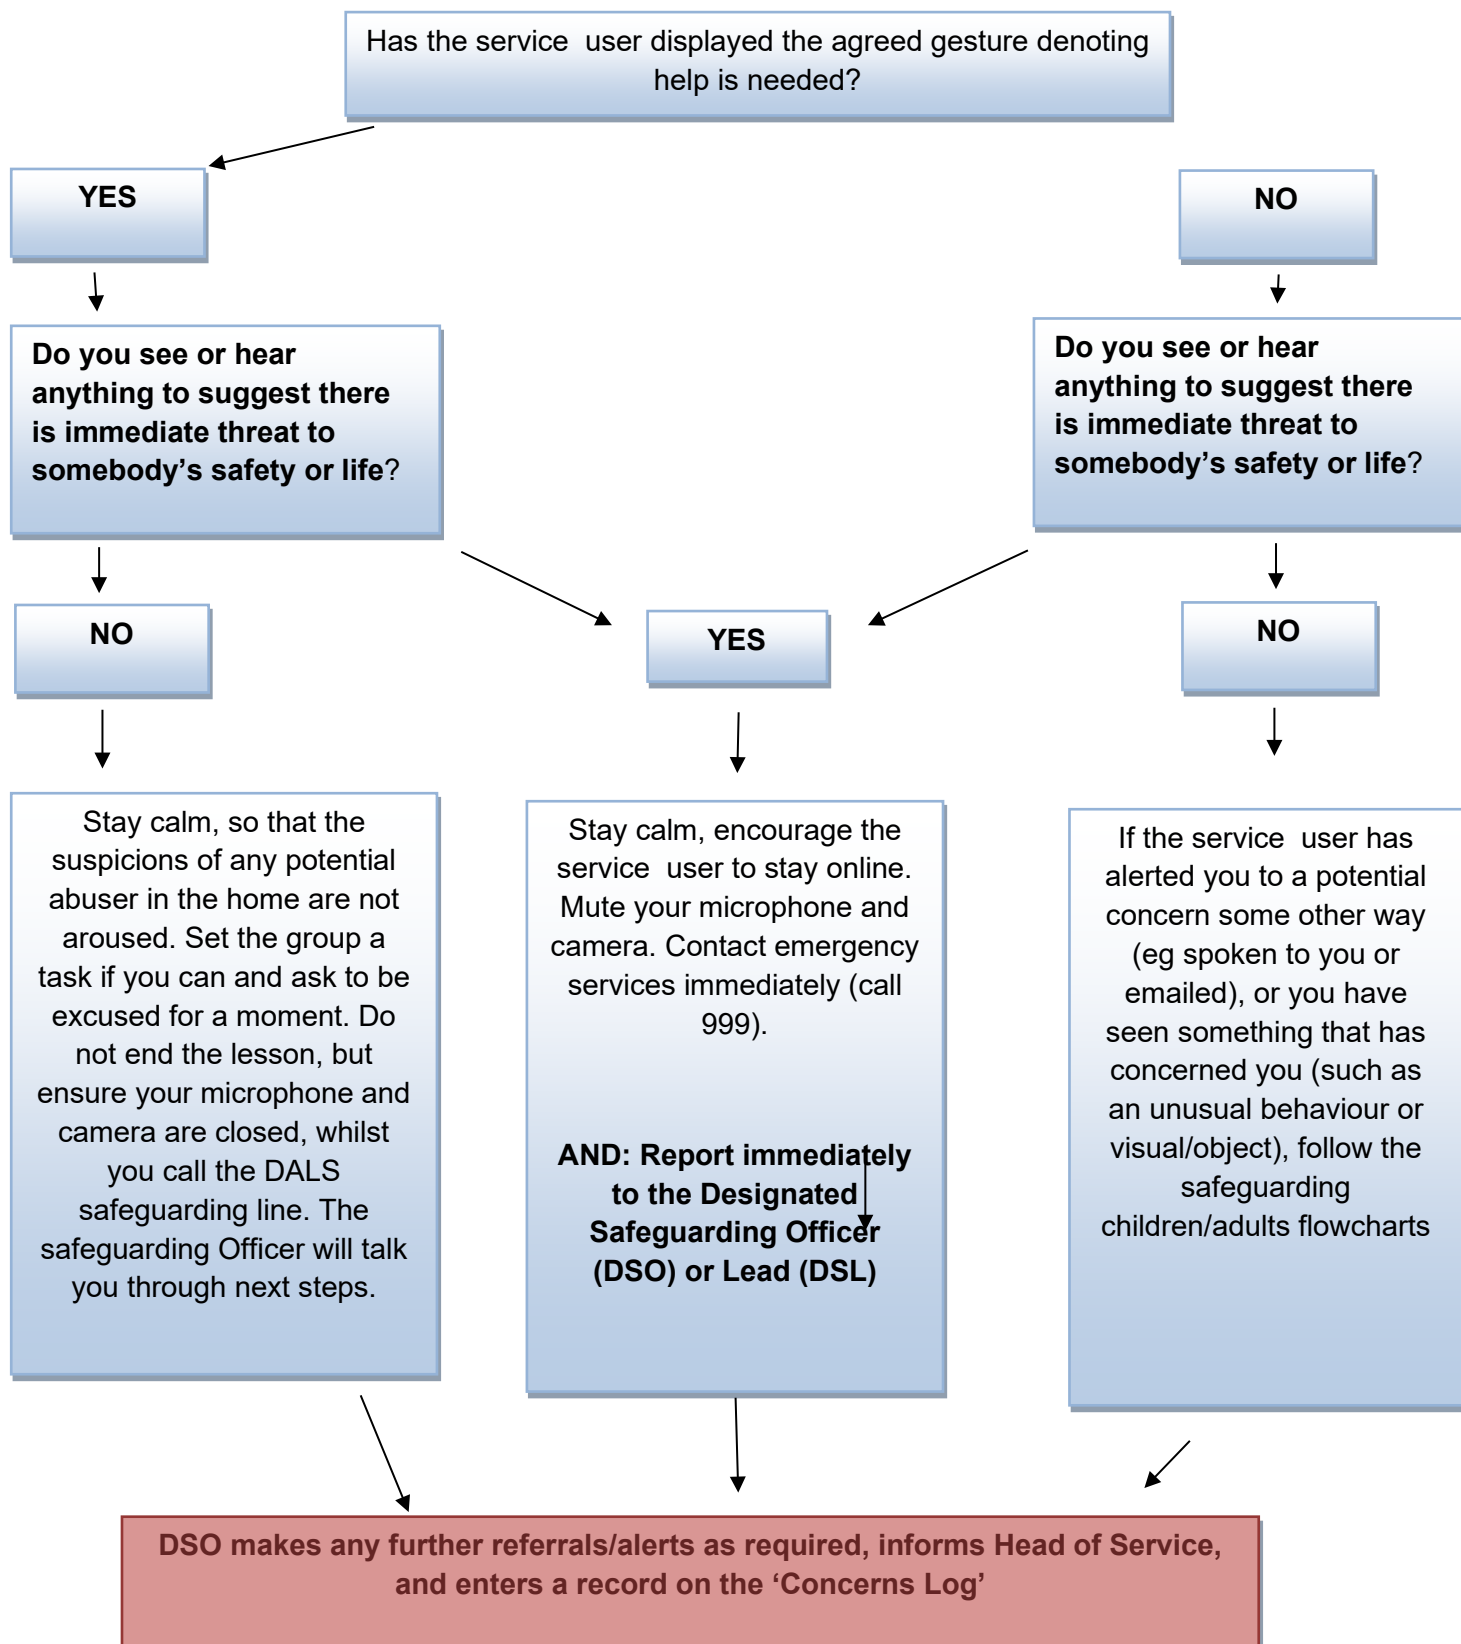 Has the service  user displayed the agreed gesture denoting
help is needed?
YES
NO
Do you see or hear
anything to suggest there
is immediate threat to
somebody’s safety or life?
Do you see or hear
anything to suggest there
is immediate threat to
somebody’s safety or life?
NO
YES
NO
Stay calm, so that the
suspicions of any potential
abuser in the home are not
aroused. Set the group a
task if you can and ask to be
excused for a moment. Do
not end the lesson, but
ensure your microphone and
camera are closed, whilst
you call the DALS
safeguarding line. The
safeguarding Officer will talk
you through next steps.
Stay calm, encourage the
service  user to stay online.
Mute your microphone and
camera. Contact emergency
services immediately (call
999).
AND: Report immediately
to the Designated
Safeguarding Officer
(DSO) or Lead (DSL)
If the service  user has
alerted you to a potential
concern some other way
(eg spoken to you or
emailed), or you have
seen something that has
concerned you (such as
an unusual behaviour or
visual/object), follow the
safeguarding
children/adults flowcharts
DSO makes any further referrals/alerts as required, informs Head of Service,
and enters a record on the ‘Concerns Log’